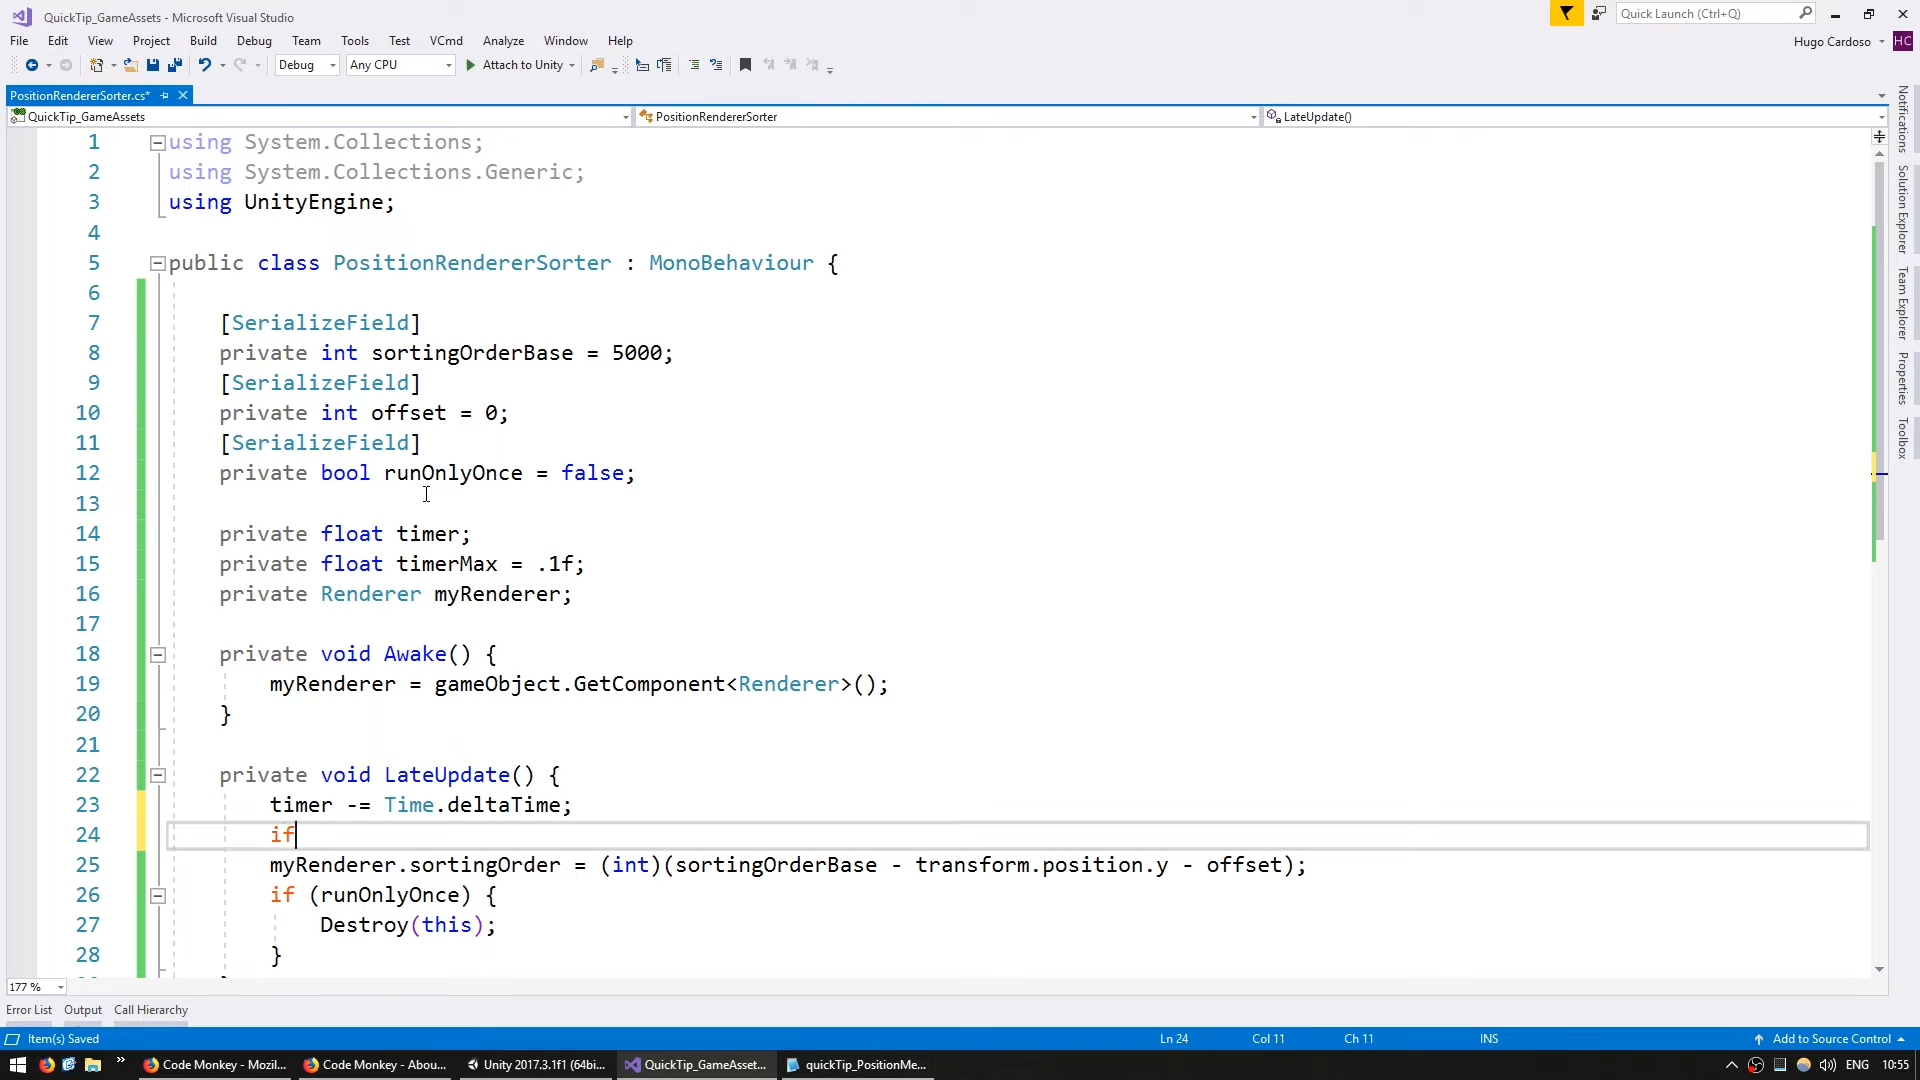 QuickTip_GameAssets - Microsoft Visual Studio
Quick Launch (Ctrl+Q)
File Edit View Project Build Debug Team Tools Test VCmd Analyze Window Help
Hugo Cardoso HC
Debug Any CPU Attach to Unity
PositionRendererSorter.cs*
QuickTip_GameAssets PositionRendererSorter LateUpdate()
1 using System.Collections;
2 using System.Collections.Generic;
3 using UnityEngine;
4
5 public class PositionRendererSorter : MonoBehaviour {
6
7 [SerializeField]
8 private int sortingOrderBase = 5000;
9 [SerializeField]
10 private int offset = 0;
11 [SerializeField]
12 private bool runOnlyOnce = false;
13
14 private float timer;
15 private float timerMax = .1f;
16 private Renderer myRenderer;
17
18 private void Awake() {
19 myRenderer = gameObject.GetComponent<Renderer>();
20 }
21
22 private void LateUpdate() {
23 timer -= Time.deltaTime;
24 if
25 myRenderer.sortingOrder = (int)(sortingOrderBase - transform.position.y - offset);
26 if (runOnlyOnce) {
27 Destroy(this);
28 }
Notifications
Solution Explorer
Team Explorer
Properties
Toolbox
177 %
Error List Output Call Hierarchy
Item(s) Saved Ln 24 Col 11 Ch 11 INS Add to Source Control
Code Monkey - Mozil... Code Monkey - Abou... Unity 2017.3.1f1 (64bi... QuickTip_GameAsset... quickTip_PositionMe... ENG 10:55